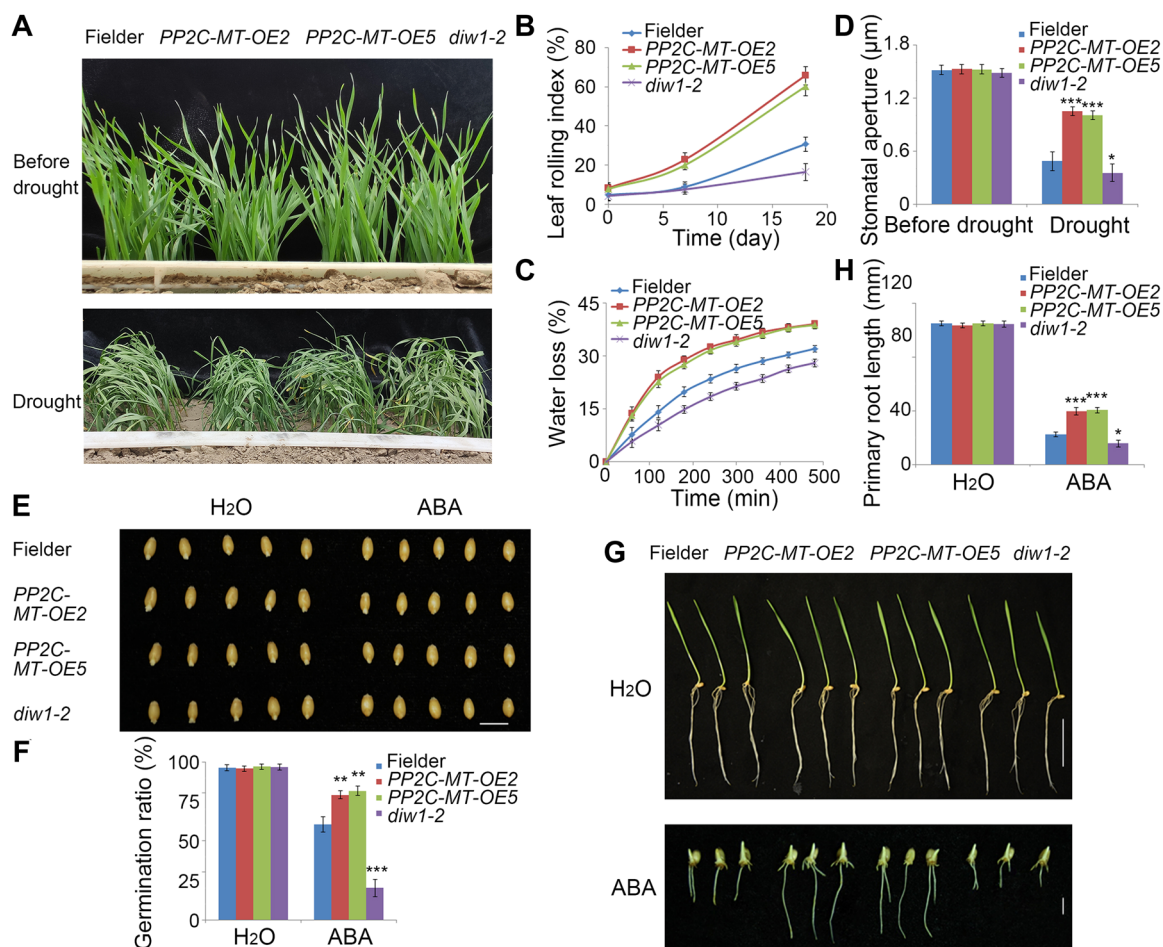 A
Fielder PP2C-MT-OE2 PP2C-MT-OE5 diw1-2
Before
drought
Drought
B
Fielder
PP2C-MT-OE2
PP2C-MT-OE5
diw1-2
Leaf rolling index (%)
80
60
40
20
0
0 5 10 15 20
Time (day)
C
Fielder
PP2C-MT-OE2
PP2C-MT-OE5
diw1-2
Water loss (%)
45
30
15
0
0 100 200 300 400 500
Time (min)
D
Fielder
PP2C-MT-OE2
PP2C-MT-OE5
diw1-2
Stomatal aperture (μm)
1.8
1.2
0.6
0
*** ***
*
Before drought Drought
H
Fielder
PP2C-MT-OE2
PP2C-MT-OE5
diw1-2
Primary root length (mm)
120
80
40
0
*** ***
*
H2O ABA
E
H2O ABA
Fielder
PP2C-
MT-OE2
PP2C-
MT-OE5
diw1-2
F
Fielder
PP2C-MT-OE2
PP2C-MT-OE5
diw1-2
Germination ratio (%)
100
75
50
25
0
** **
***
H2O ABA
G
Fielder PP2C-MT-OE2 PP2C-MT-OE5 diw1-2
H2O
ABA